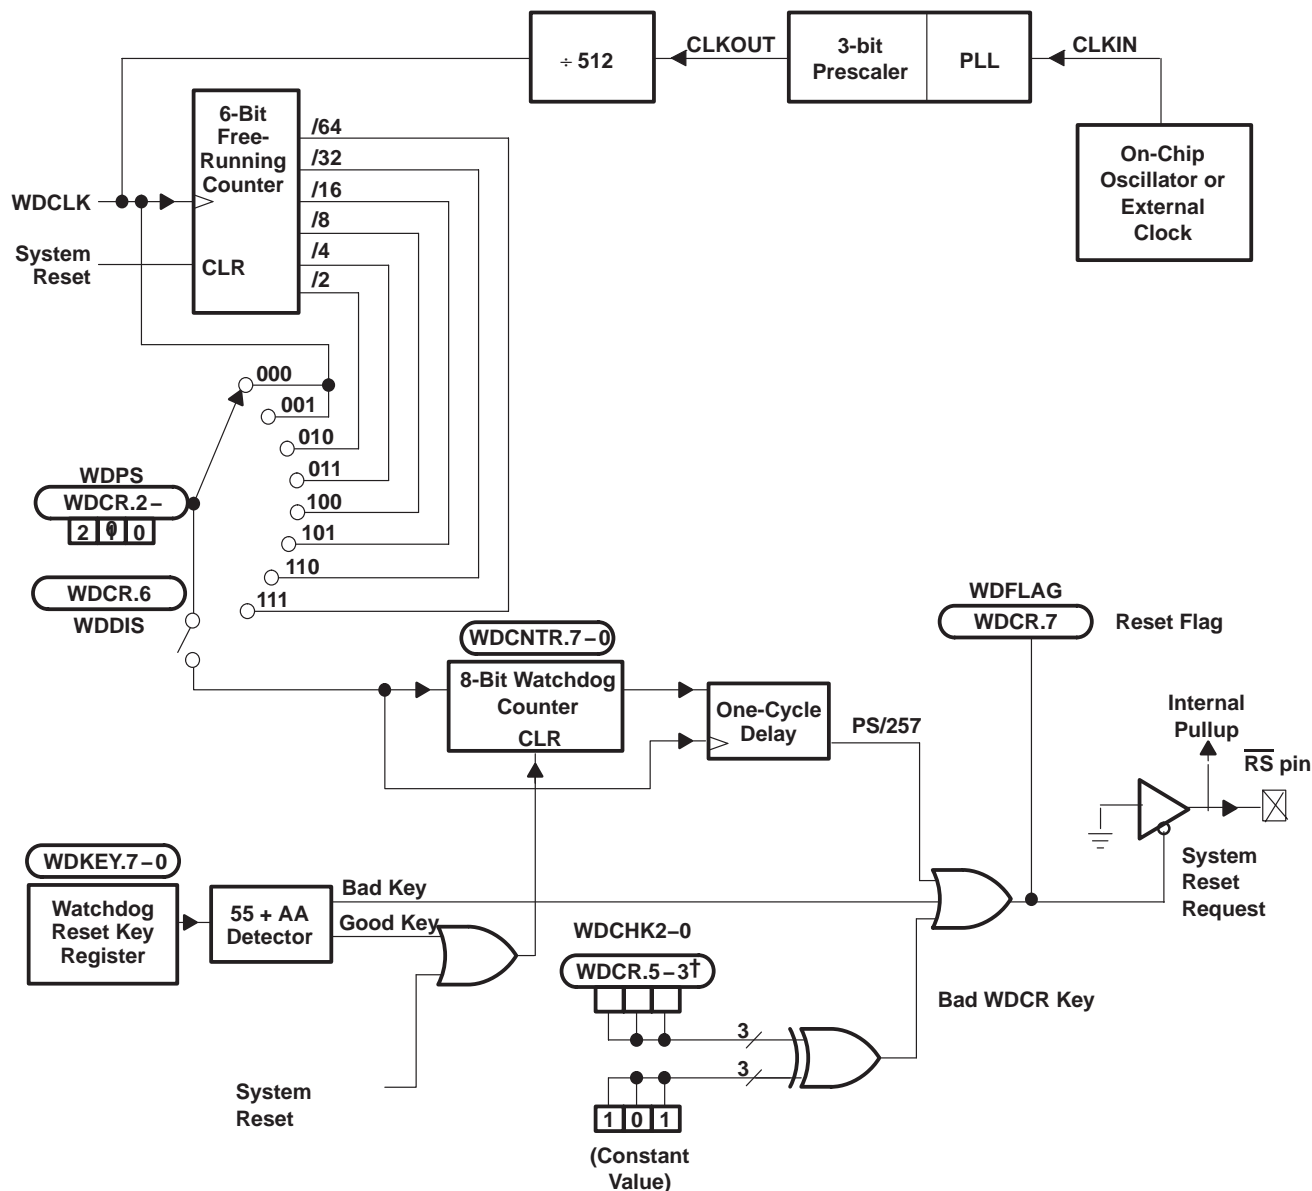 ÷ 512
CLKOUT
3-bit
Prescaler
PLL
CLKIN
On-Chip
Oscillator or
External
Clock
6-Bit
Free-
Running
Counter
CLR
/64
/32
/16
/8
/4
/2
WDCLK
System
Reset
000
001
010
011
100
101
110
111
WDPS
WDCR.2–
2
0
WDCR.6
WDDIS
WDCNTR.7–0
8-Bit Watchdog
Counter
CLR
One-Cycle
Delay
PS/257
WDFLAG
WDCR.7
Reset Flag
Internal
Pullup
RS pin
System
Reset
Request
WDKEY.7–0
Watchdog
Reset Key
Register
55 + AA
Detector
Bad Key
Good Key
System
Reset
WDCHK2–0
WDCR.5–3†
3
3
1 0 1
(Constant
Value)
Bad WDCR Key